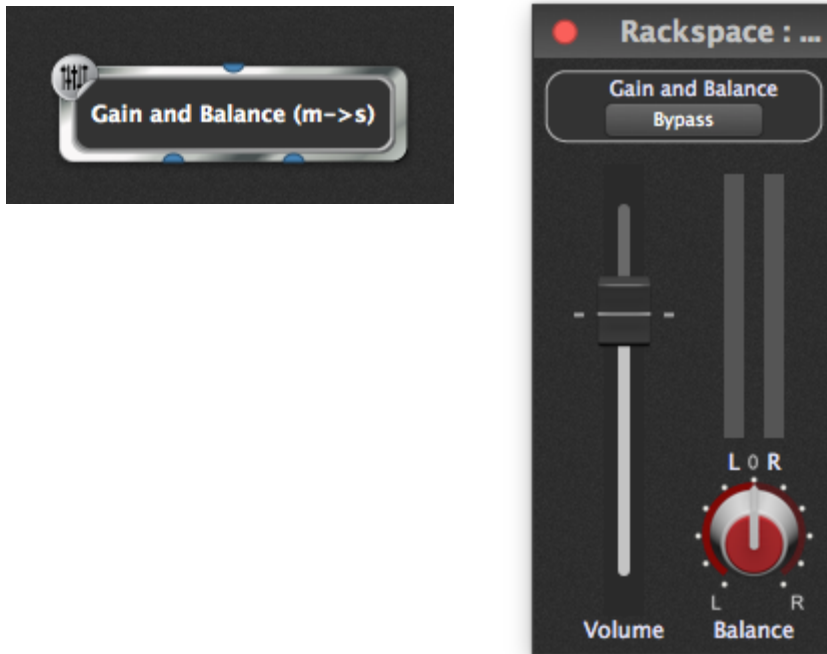 Gain and Balance (m->s)
Rackspace : ...
Gain and Balance
Bypass
L 0 R
L R
Volume Balance